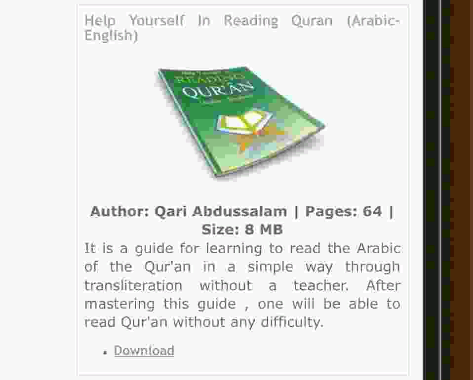 Help Yourself In Reading Quran (Arabic-
English)
READING
QUR'AN
Author: Qari Abdussalam | Pages: 64 |
Size: 8 MB
It is a guide for learning to read the Arabic
of the Qur'an in a simple way through
transliteration without a teacher. After
mastering this guide , one will be able to
read Qur'an without any difficulty.
Download